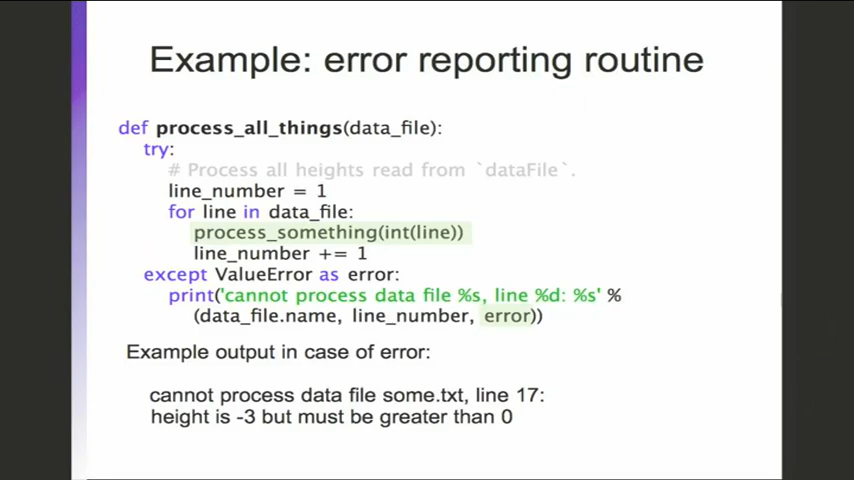 Example: error reporting routine
def process_all_things(data_file):
try:
# Process all heights read from `dataFile`.
line_number = 1
for line in data_file:
process_something(int(line))
line_number += 1
except ValueError as error:
print('cannot process data file %s, line %d: %s' %
(data_file.name, line_number, error))
Example output in case of error:
cannot process data file some.txt, line 17:
height is -3 but must be greater than 0